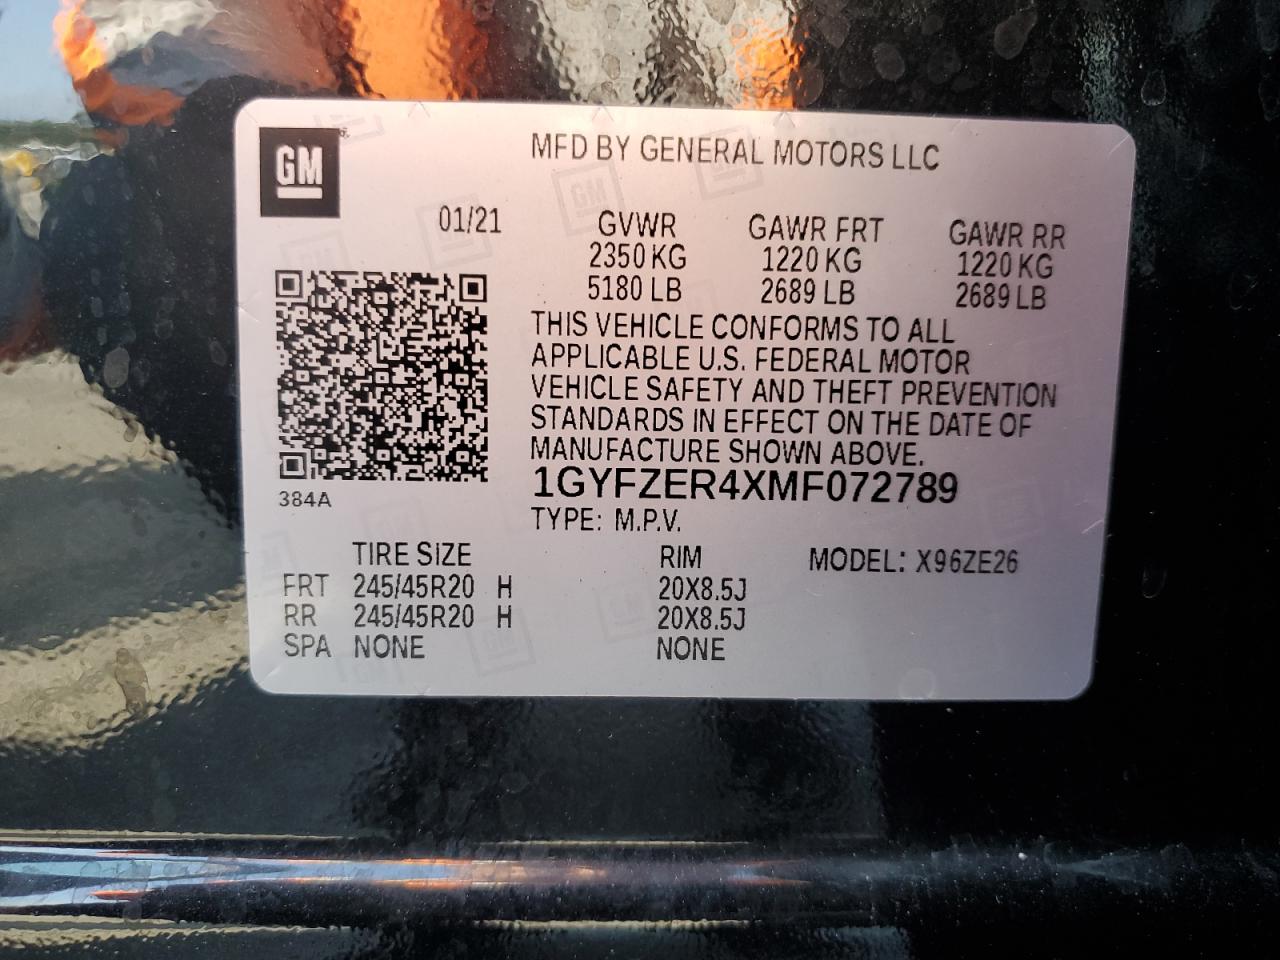 GM
MFD BY GENERAL MOTORS LLC
01/21
GVWR GAWR FRT GAWR RR
2350 KG 1220 KG 1220 KG
5180 LB 2689 LB 2689 LB
THIS VEHICLE CONFORMS TO ALL
APPLICABLE U.S. FEDERAL MOTOR
VEHICLE SAFETY AND THEFT PREVENTION
STANDARDS IN EFFECT ON THE DATE OF
MANUFACTURE SHOWN ABOVE.
384A
1GYFZER4XMF072789
TYPE: M.P.V.
TIRE SIZE RIM MODEL: X96ZE26
FRT 245/45R20 H 20X8.5J
RR 245/45R20 H 20X8.5J
SPA NONE NONE